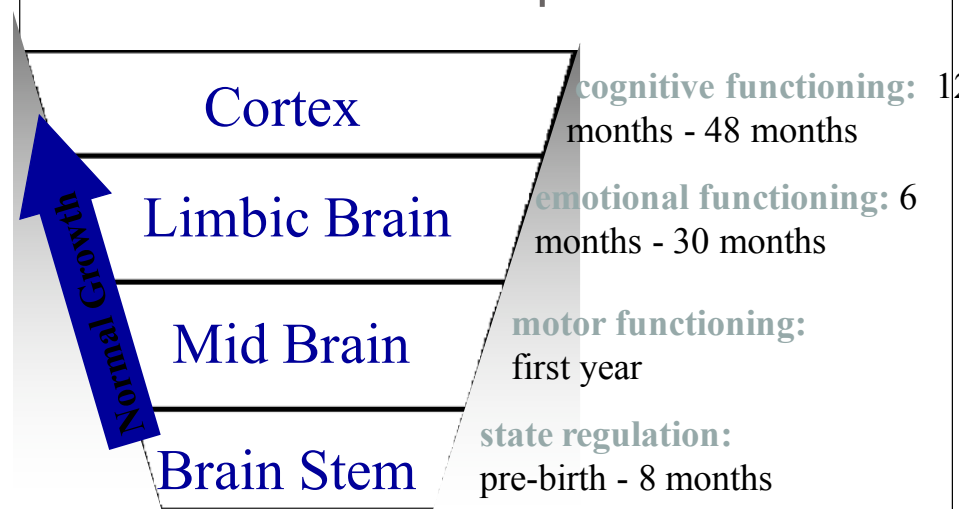 Cortex
cognitive functioning: 12
months - 48 months
Limbic Brain
emotional functioning: 6
months - 30 months
Mid Brain
motor functioning:
first year
Brain Stem
state regulation:
pre-birth - 8 months
Normal Growth